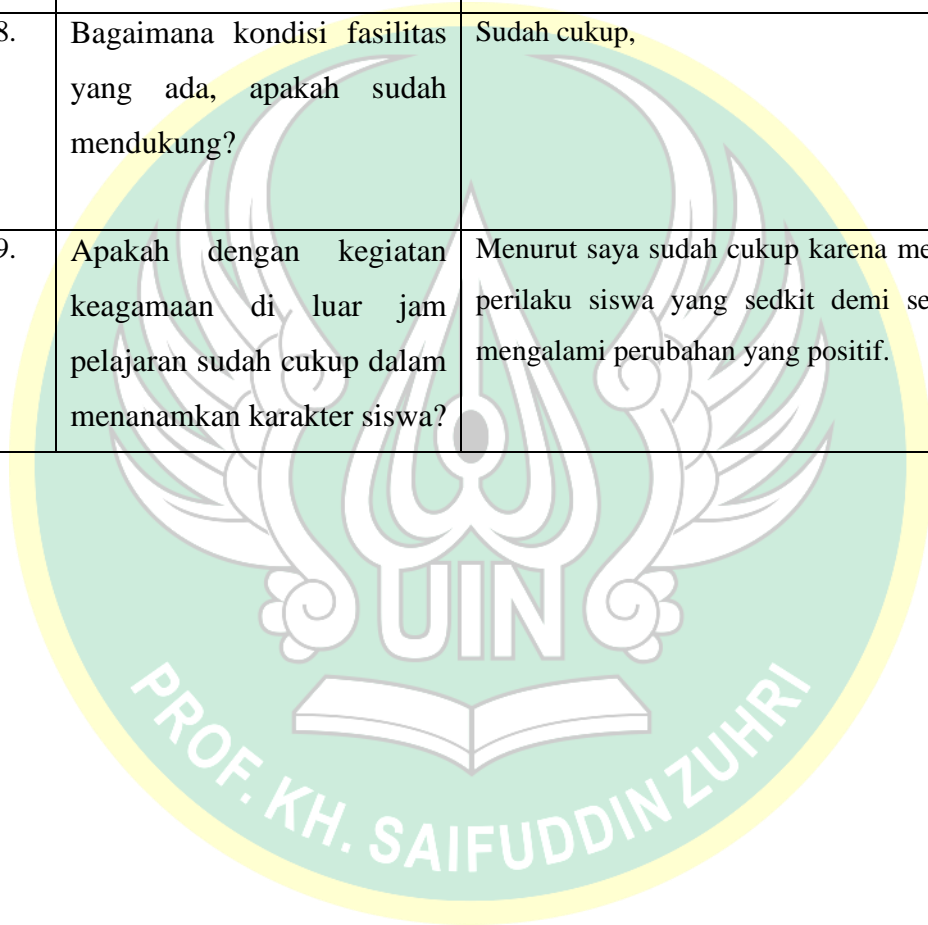 8. Bagaimana kondisi fasilitas
yang ada, apakah sudah
mendukung?
Sudah cukup,
9. Apakah dengan kegiatan
keagamaan di luar jam
pelajaran sudah cukup dalam
menanamkan karakter siswa?
Menurut saya sudah cukup karena
perilaku siswa yang sedkit demi
mengalami perubahan yang positif.
UIN
PROF. KH. SAIFUDDIN ZUHRI